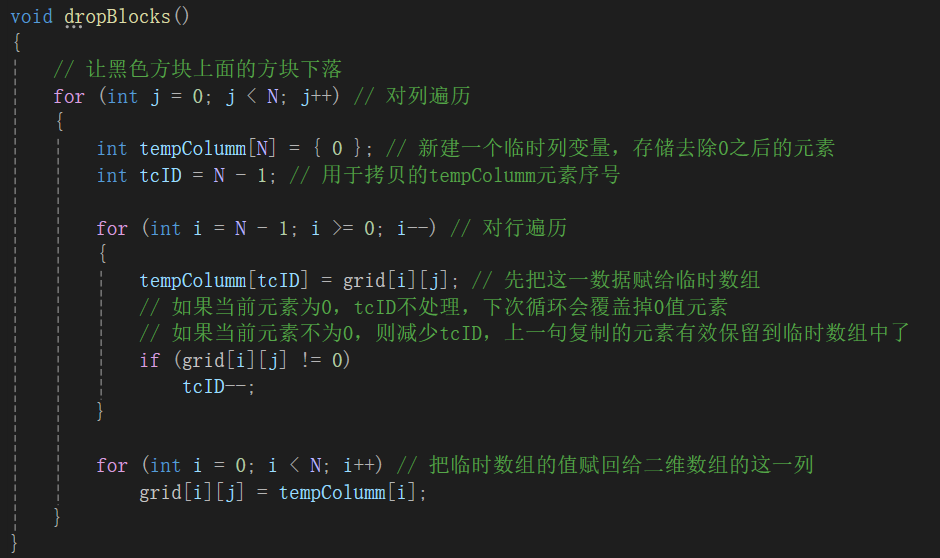 void dropBlocks()
{
// 让黑色方块上面的方块下落
for (int j = 0; j < N; j++) // 对列遍历
{
int tempColumm[N] = { 0 }; // 新建一个临时列变量，存储去除0之后的元素
int tcID = N - 1; // 用于拷贝的tempColumm元素序号
for (int i = N - 1; i >= 0; i--) // 对行遍历
{
tempColumm[tcID] = grid[i][j]; // 先把这一数据赋给临时数组
// 如果当前元素为0，tcID不处理，下次循环会覆盖掉0值元素
// 如果当前元素不为0，则减少tcID，上一句复制的元素有效保留到临时数组中了
if (grid[i][j] != 0)
tcID--;
}
for (int i = 0; i < N; i++) // 把临时数组的值赋回给二维数组的这一列
grid[i][j] = tempColumm[i];
}
}